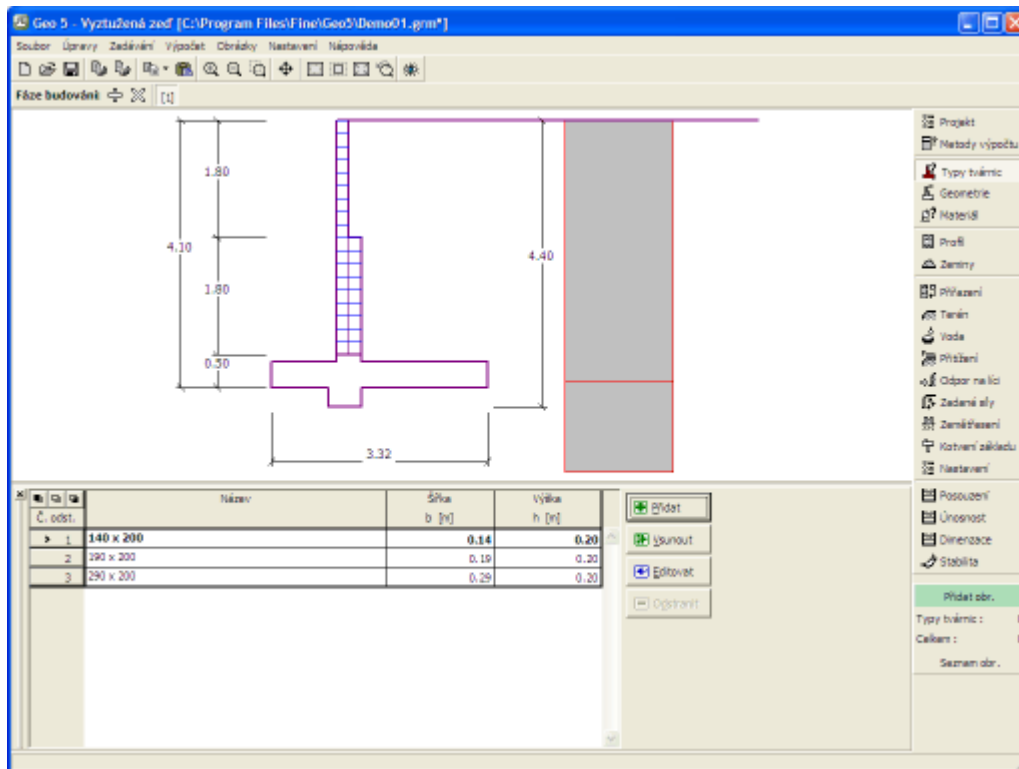 Geo 5 - Vyztužená zeď [C:\Program Files\Fine\Geo5\Demo01.grm*]
Soubor Úpravy Zadávání Výpočet Obrázky Nastavení Nápověda
Fáze budování: [1]
1.80
4.10
1.80
0.50
4.40
3.32
Projekt
Metody výpočtu
Typy tvárnic
Geometrie
Materiál
Profil
Zeminy
Přiřazení
Terén
Voda
Přitížení
Odpor na líci
Zadané síly
Zemětřesení
Kotvení základu
Nastavení
Posouzení
Únosnost
Dimenzace
Stabilita
Přidat obr.
Typy tvárnic :
Celkem :
Seznam obr.
Č. odst. Název Šířka b [m] Výška h [m]
1 140 x 200 0.14 0.20
2 190 x 200 0.19 0.20
3 290 x 200 0.29 0.20
Přidat
Vsunout
Editovat
Odstranit